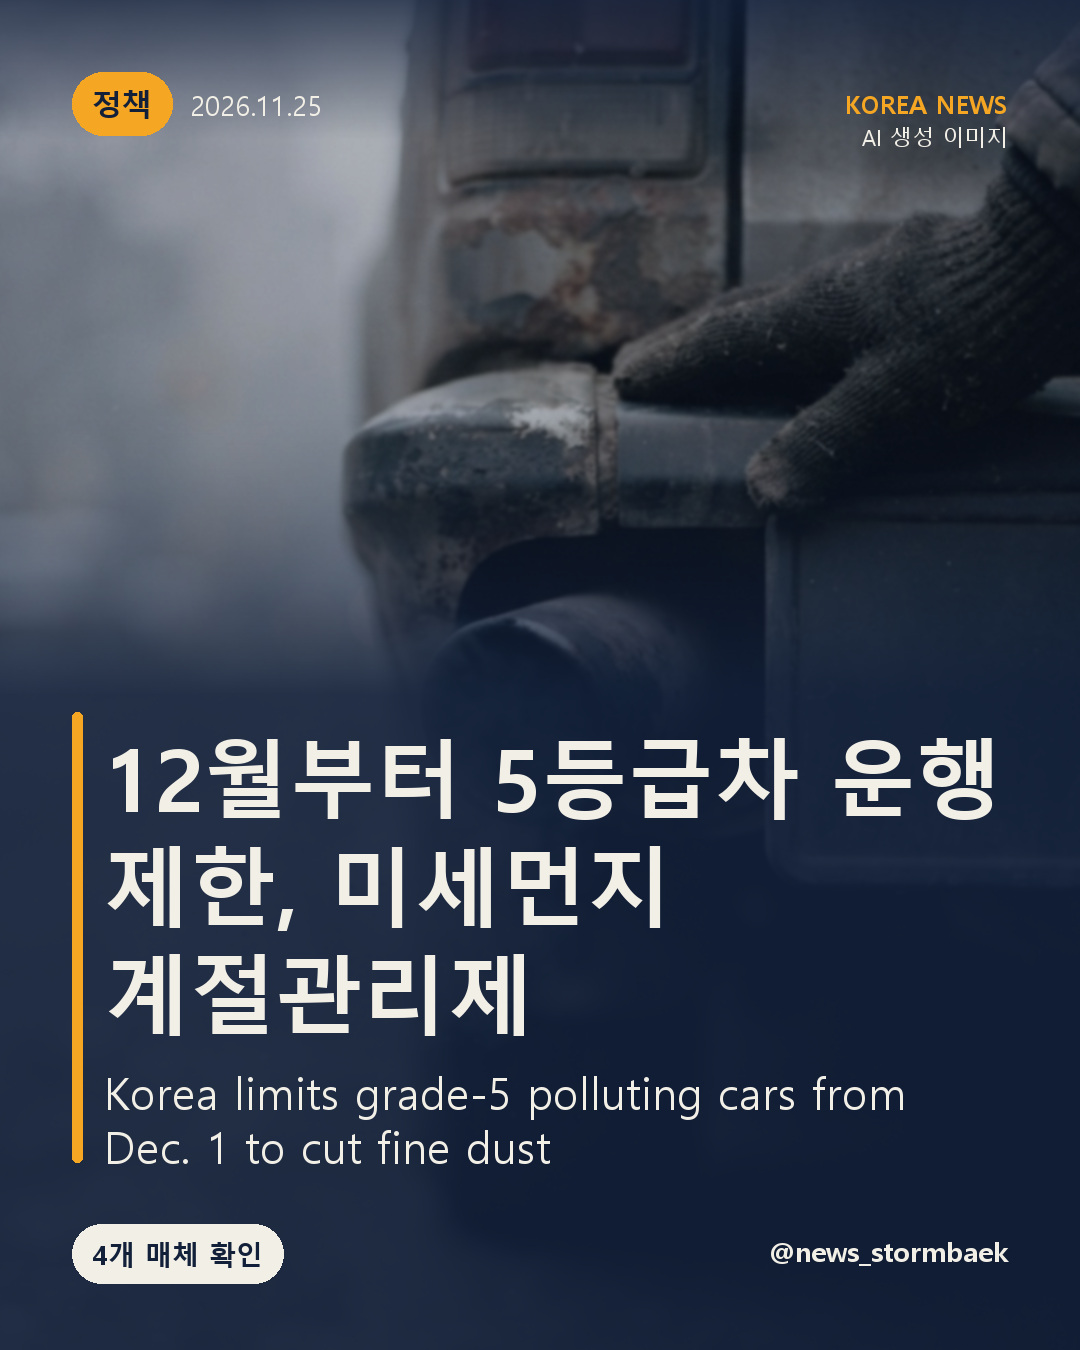 정책 2026.11.25
KOREA NEWS
AI 생성 이미지
12월부터 5등급차 운행
제한, 미세먼지
계절관리제
Korea limits grade-5 polluting cars from
Dec. 1 to cut fine dust
4개 매체 확인
@news_stormbaek